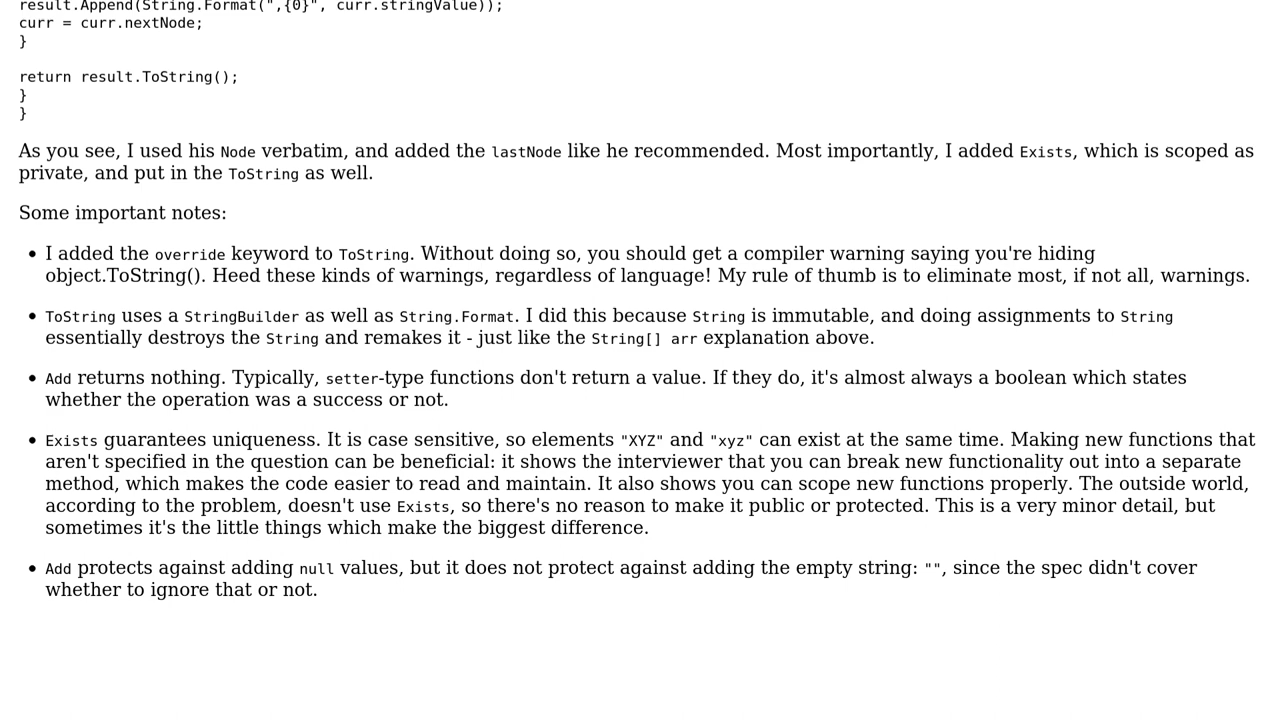 result.Append(String.Format(",{0}", curr.stringValue));
curr = curr.nextNode;
}
return result.ToString();
}
}
As you see, I used his Node verbatim, and added the lastNode like he recommended. Most importantly, I added Exists, which is scoped as
private, and put in the ToString as well.
Some important notes:
• I added the override keyword to ToString. Without doing so, you should get a compiler warning saying you're hiding
object.ToString(). Heed these kinds of warnings, regardless of language! My rule of thumb is to eliminate most, if not all, warnings.
• ToString uses a StringBuilder as well as String.Format. I did this because String is immutable, and doing assignments to String
essentially destroys the String and remakes it - just like the String[] arr explanation above.
• Add returns nothing. Typically, setter-type functions don't return a value. If they do, it's almost always a boolean which states
whether the operation was a success or not.
• Exists guarantees uniqueness. It is case sensitive, so elements "XYZ" and "xyz" can exist at the same time. Making new functions that
aren't specified in the question can be beneficial: it shows the interviewer that you can break new functionality out into a separate
method, which makes the code easier to read and maintain. It also shows you can scope new functions properly. The outside world,
according to the problem, doesn't use Exists, so there's no reason to make it public or protected. This is a very minor detail, but
sometimes it's the little things which make the biggest difference.
• Add protects against adding null values, but it does not protect against adding the empty string: "", since the spec didn't cover
whether to ignore that or not.